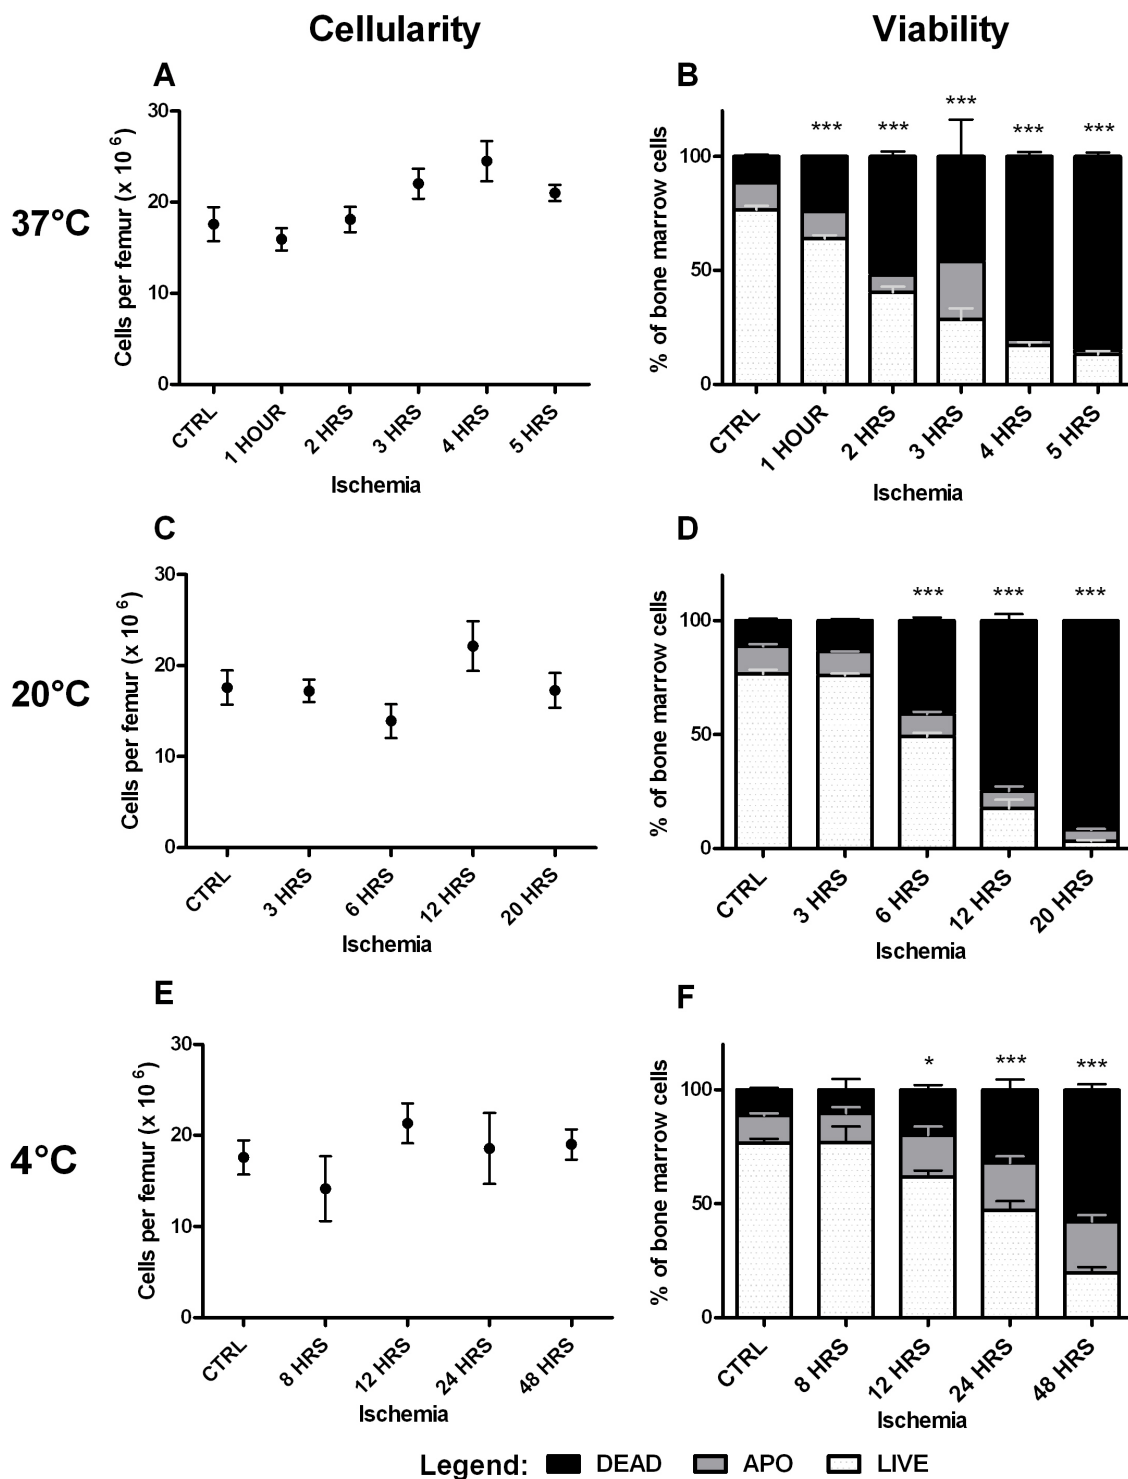 Cellularity
Viability
37°C
A
Cells per femur (x 10 6)
30
20
10
0
CTRL
1 HOUR
2 HRS
3 HRS
4 HRS
5 HRS
Ischemia
B
% of bone marrow cells
100
50
0
***
***
***
***
***
CTRL
1 HOUR
2 HRS
3 HRS
4 HRS
5 HRS
Ischemia
20°C
C
Cells per femur (x 10 6)
30
20
10
0
CTRL
3 HRS
6 HRS
12 HRS
20 HRS
Ischemia
D
% of bone marrow cells
100
50
0
***
***
***
CTRL
3 HRS
6 HRS
12 HRS
20 HRS
Ischemia
4°C
E
Cells per femur (x 10 6)
30
20
10
0
CTRL
8 HRS
12 HRS
24 HRS
48 HRS
Ischemia
F
% of bone marrow cells
100
50
0
*
***
***
CTRL
8 HRS
12 HRS
24 HRS
48 HRS
Ischemia
Legend: DEAD APO LIVE